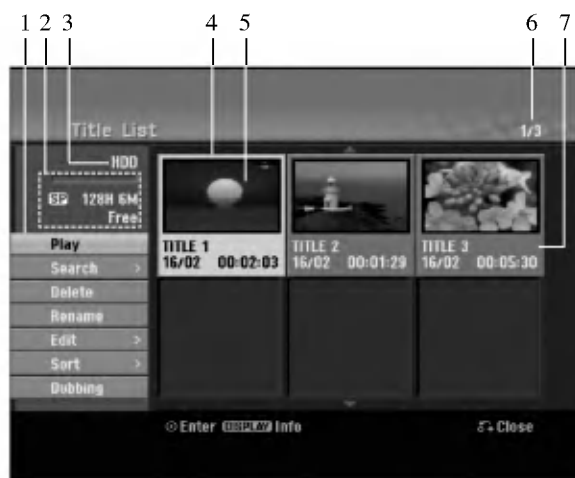 1 2 3 4 5 6 7
Title List
1/3
HDD
SP 128H 6M
Free
Play
Search >
Delete
Rename
Edit >
Sort >
Dubbing
TITLE 1
16/02 00:02:03
TITLE 2
16/02 00:01:29
TITLE 3
16/02 00:05:30
Enter DISPLAY Info
Close